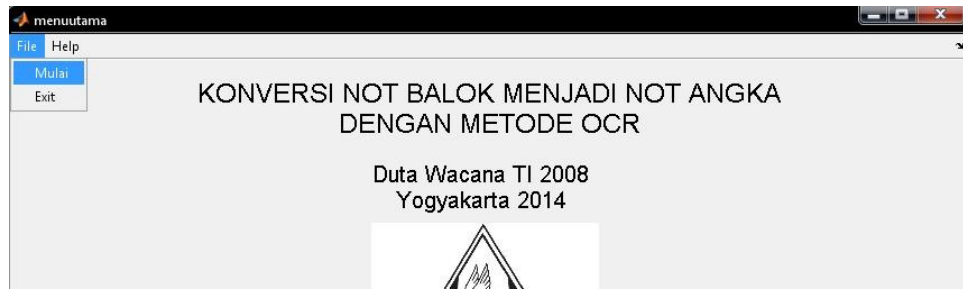 menuutama
File Help
Mulai
Exit
KONVERSI NOT BALOK MENJADI NOT ANGKA
DENGAN METODE OCR
Duta Wacana TI 2008
Yogyakarta 2014